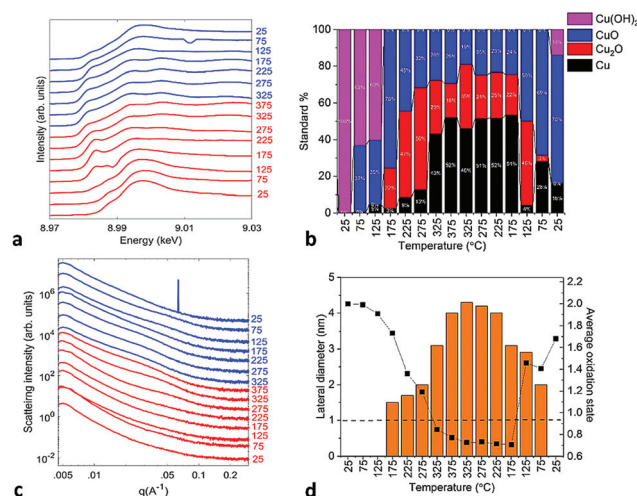 Intensity (arb. units)
25
75
125
175
225
275
325
375
325
275
225
175
125
75
25
8.97 8.99 9.01 9.03
Energy (keV)
a
Standard %
100
80
60
40
20
0
Cu(OH)₂
CuO
Cu₂O
Cu
25 75 125 175 225 275 325 375 325 275 225 175 125 75 25
Temperature (°C)
b
Scattering intensity (arb. units)
10⁶
10⁴
10²
10⁰
10⁻²
25
75
125
175
225
275
325
375
325
275
225
175
125
75
25
.005 .01 0.05 0.1 0.2
q(A⁻¹)
c
Lateral diameter (nm)
5
4
3
2
1
0
Average oxidation state
2.2
2.0
1.8
1.6
1.4
1.2
1.0
0.8
0.6
25 75 125 175 225 275 325 375 325 275 225 175 125 75 25
Temperature (°C)
d